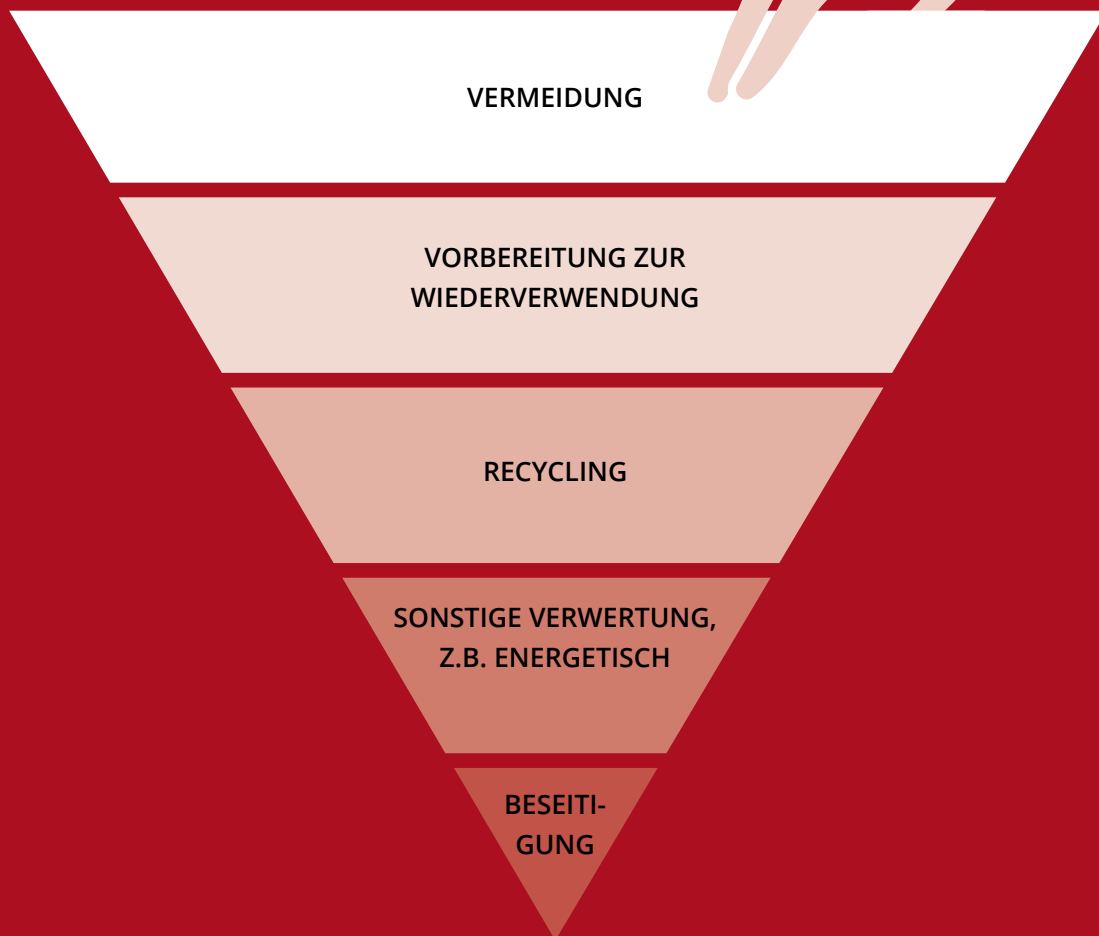 VERMEIDUNG
VORBEREITUNG ZUR
WIEDERVERWENDUNG
RECYCLING
SONSTIGE VERWERTUNG,
Z.B. ENERGETISCH
BESEITI-
GUNG